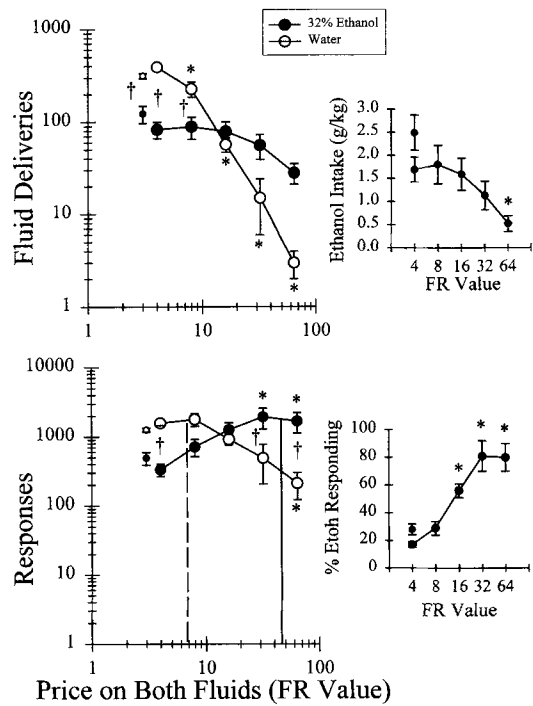 32% Ethanol
Water
Fluid Deliveries
1000
100
10
1
1 10 100
* † † † * * *
Ethanol Intake (g/kg)
3.0
2.5
2.0
1.5
1.0
0.5
0.0
*
4 8 16 32 64
FR Value
Responses
10000
1000
100
10
1
* * † † † *
1 10 100
Price on Both Fluids (FR Value)
% Etoh Responding
100
80
60
40
20
0
* * *
4 8 16 32 64
FR Value